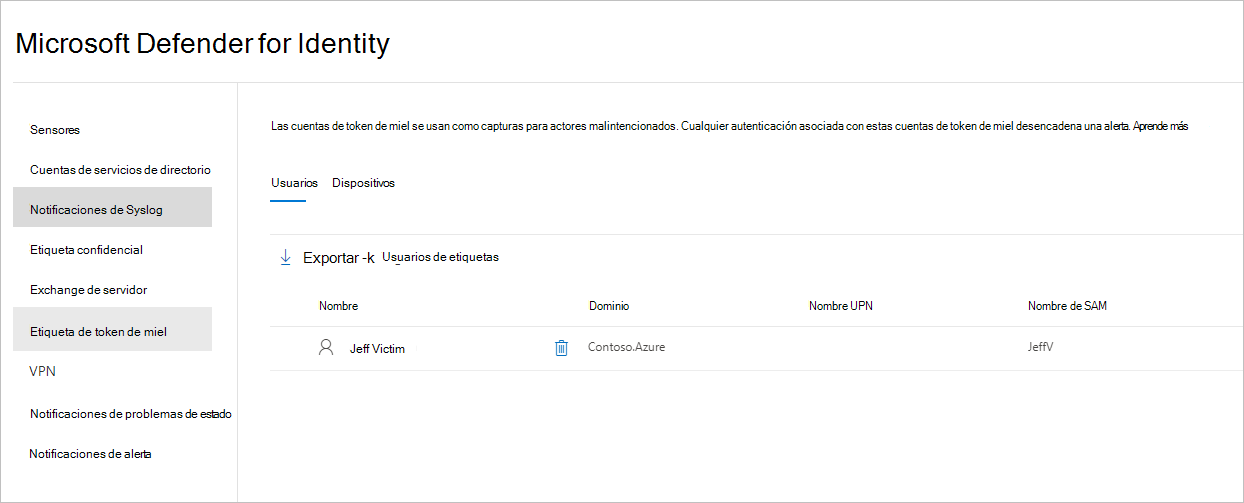 Microsoft Defender for Identity
Sensores
Cuentas de servicios de directorio
Notificaciones de Syslog
Etiqueta confidencial
Exchange de servidor
Etiqueta de token de miel
VPN
Notificaciones de problemas de estado
Notificaciones de alerta
Las cuentas de token de miel se usan como capturas para actores malintencionados. Cualquier autenticación asociada con estas cuentas de token de miel desencadena una alerta. Aprende más
Usuarios Dispositivos
Exportar -k Usuarios de etiquetas
Nombre Dominio Nombre UPN Nombre de SAM
Jeff Victim Contoso.Azure JeffV